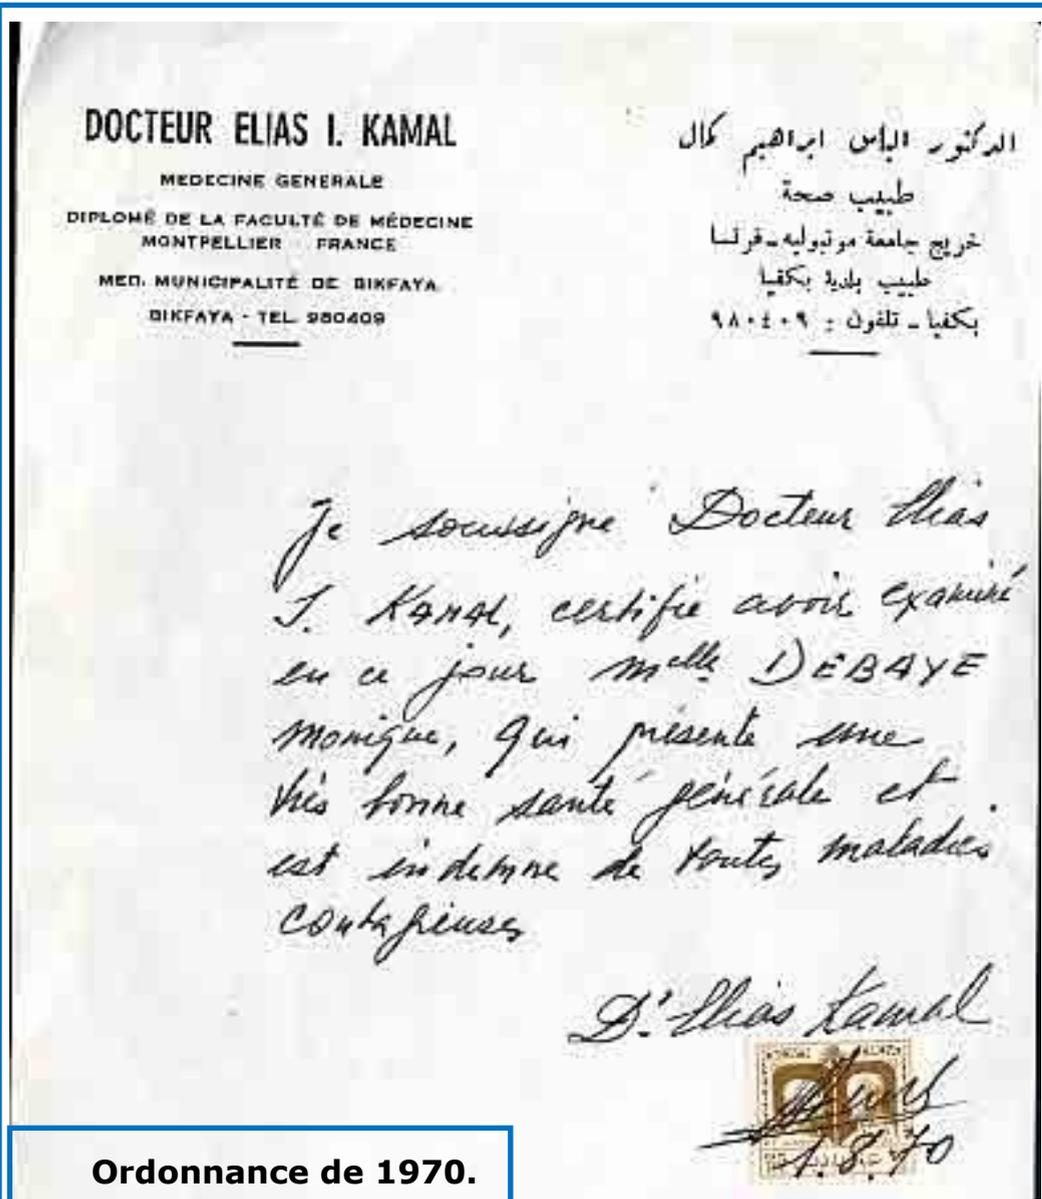 DOCTEUR ELIAS I. KAMAL
MEDECINE GENERALE
DIPLOMÉ DE LA FACULTÉ DE MÉDECINE
MONTPELLIER FRANCE
MED. MUNICIPALITÉ DE BIKFAYA
BIKFAYA - TEL. 980409
الدكتور الياس ابراهيم كمال
طبيب صحة
خريج جامعة مونبوليه - فرنسا
طبيب بلدية بكفيا
بكفيا - تلفون : ٩٨٠٤٠٩
Je soussigné Docteur Elias
I. KAMAL, certifie avoir examiné
en ce jour Melle DEBAYE
Monique, qui présente une
très bonne santé générale et
est indemne de toutes maladies
contagieuses
Dr. Elias Kamal
1.8.70
Ordonnance de 1970.